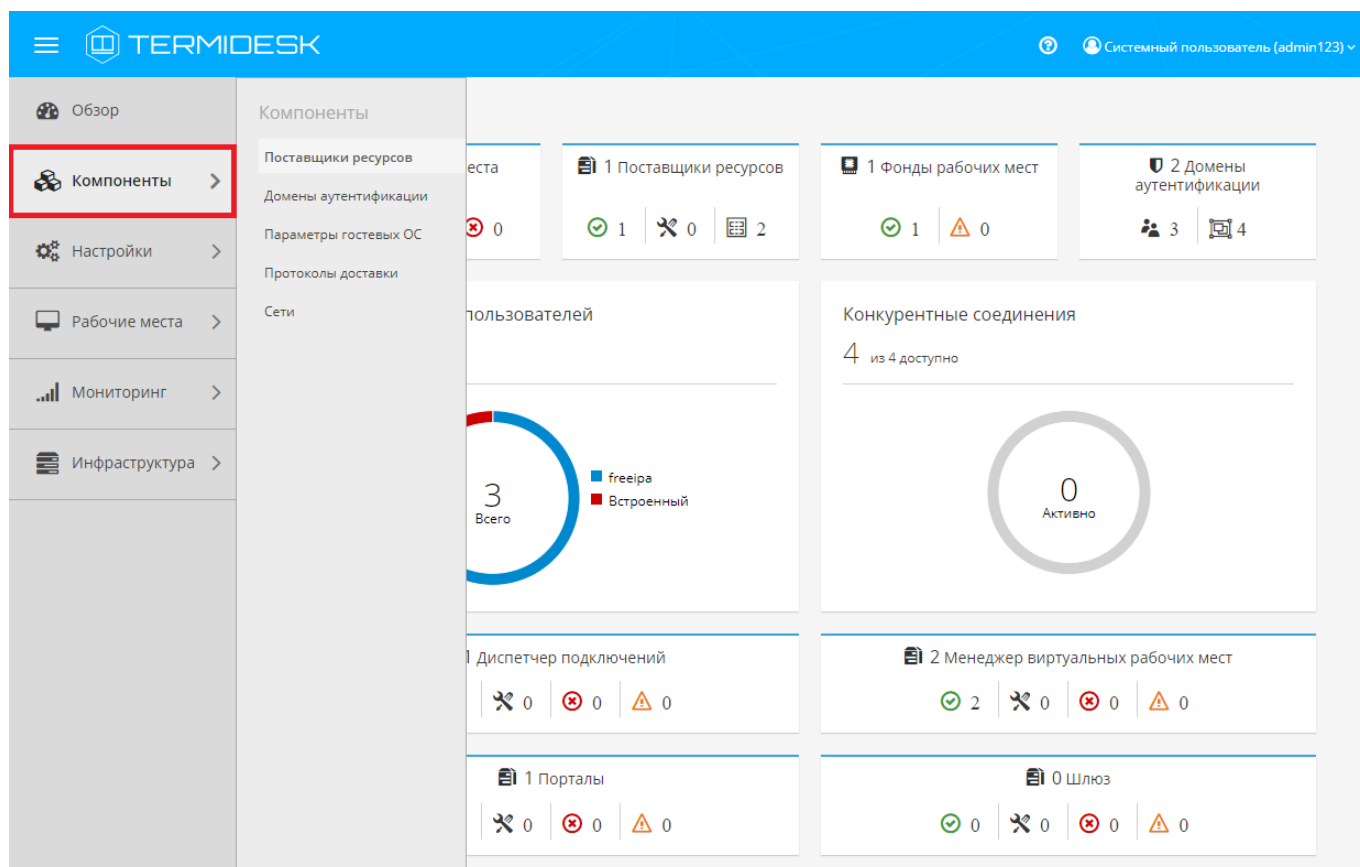 TERMIDESK
Системный пользователь (admin123)
Обзор
Компоненты
Настройки
Рабочие места
Мониторинг
Инфраструктура
Компоненты
Поставщики ресурсов
Домены аутентификации
Параметры гостевых ОС
Протоколы доставки
Сети
еста
0
1 Поставщики ресурсов
1 0 2
1 Фонды рабочих мест
1 0
2 Домены
аутентификации
3 4
пользователей
3
Всего
freeipa
Встроенный
Конкурентные соединения
4 из 4 доступно
0
Активно
1 Диспетчер подключений
0 0 0
2 Менеджер виртуальных рабочих мест
2 0 0 0
1 Порталы
0 0 0
0 Шлюз
0 0 0 0